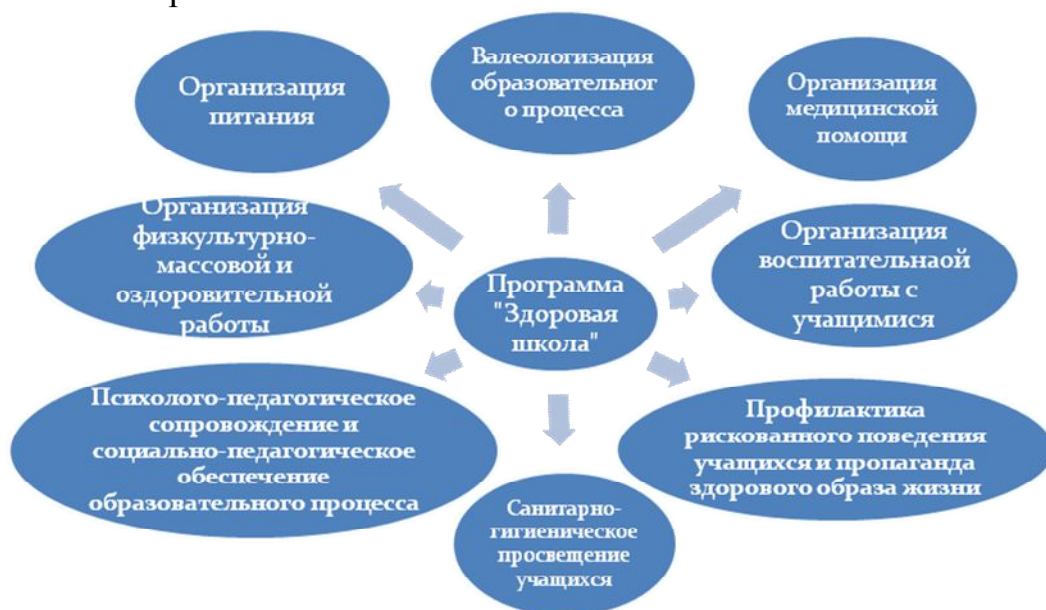 Организация
питания
Валеологизация
образовательног
о процесса
Организация
медицинской
помощи
Организация
физкультурно-
массовой и
оздоровительной
работы
Программа
"Здоровая
школа"
Организация
воспитательнаой
работы с
учащимися
Психолого-педагогическое
сопровождение и
социально-педагогическое
обеспечение
образовательного процесса
Профилактика
рискованного поведения
учащихся и пропаганда
здорового образа жизни
Санитарно-
гигиеническое
просвещение
учащихся